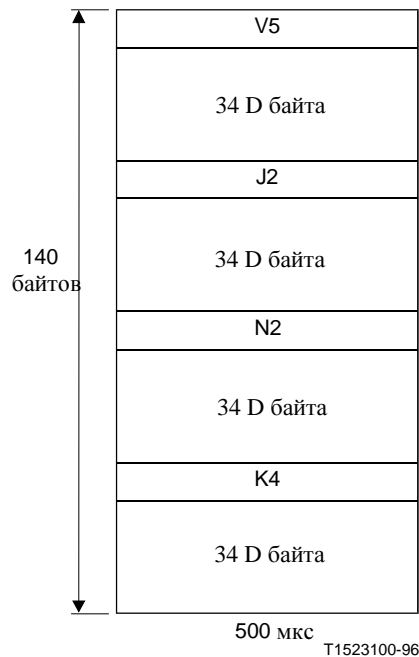 V5
34 D байта
J2
140
байтов
34 D байта
N2
34 D байта
K4
34 D байта
500 мкс
T1523100-96